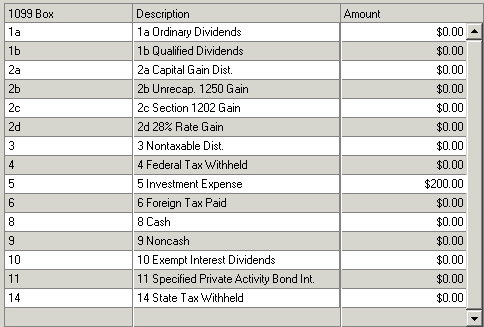 1099 Box Description Amount
1a 1a Ordinary Dividends $0.00
1b 1b Qualified Dividends $0.00
2a 2a Capital Gain Dist. $0.00
2b 2b Unrecap. 1250 Gain $0.00
2c 2c Section 1202 Gain $0.00
2d 2d 28% Rate Gain $0.00
3 3 Nontaxable Dist. $0.00
4 4 Federal Tax Withheld $0.00
5 5 Investment Expense $200.00
6 6 Foreign Tax Paid $0.00
8 8 Cash $0.00
9 9 Noncash $0.00
10 10 Exempt Interest Dividends $0.00
11 11 Specified Private Activity Bond Int. $0.00
14 14 State Tax Withheld $0.00